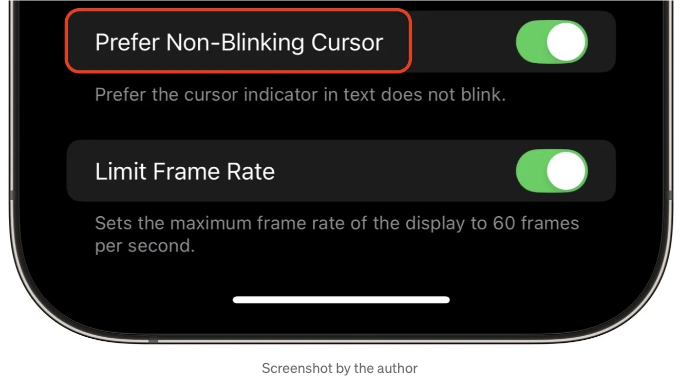 Prefer Non-Blinking Cursor
Prefer the cursor indicator in text does not blink.
Limit Frame Rate
Sets the maximum frame rate of the display to 60 frames
per second.
Screenshot by the author